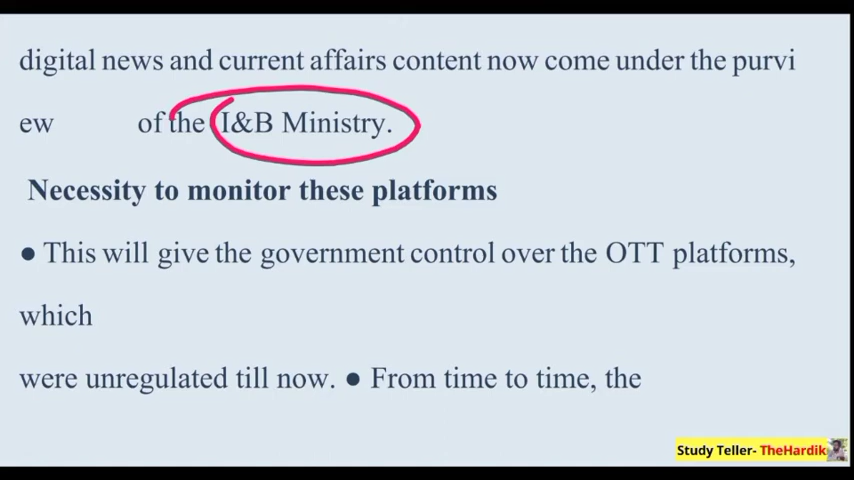 digital news and current affairs content now come under the purvi
ew of the I&B Ministry.
Necessity to monitor these platforms
● This will give the government control over the OTT platforms,
which
were unregulated till now. ● From time to time, the
Study Teller- TheHardik